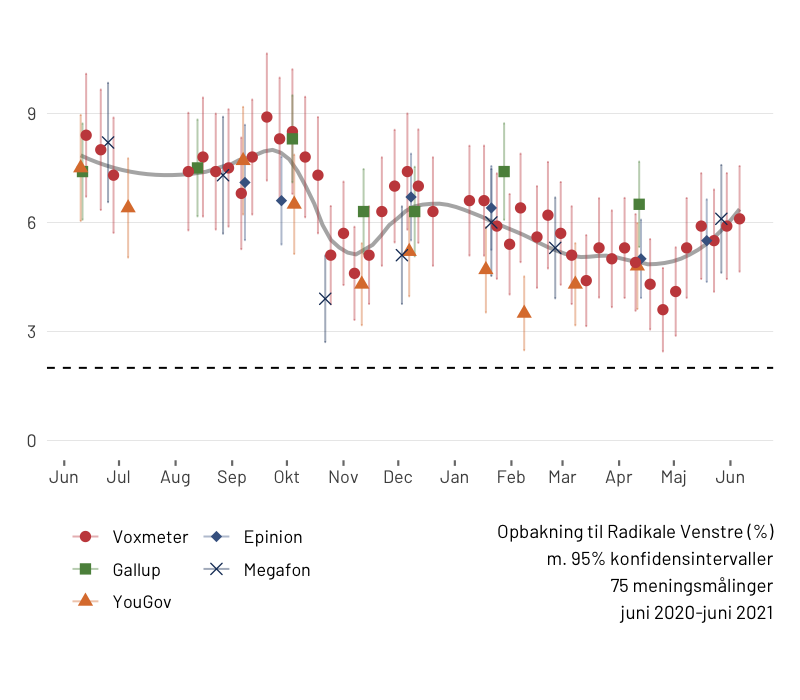 9
6
3
0
Jun Jul Aug Sep Okt Nov Dec Jan Feb Mar Apr Maj Jun
Voxmeter Epinion
Gallup Megafon
YouGov
Opbakning til Radikale Venstre (%)
m. 95% konfidensintervaller
75 meningsmålinger
juni 2020-juni 2021